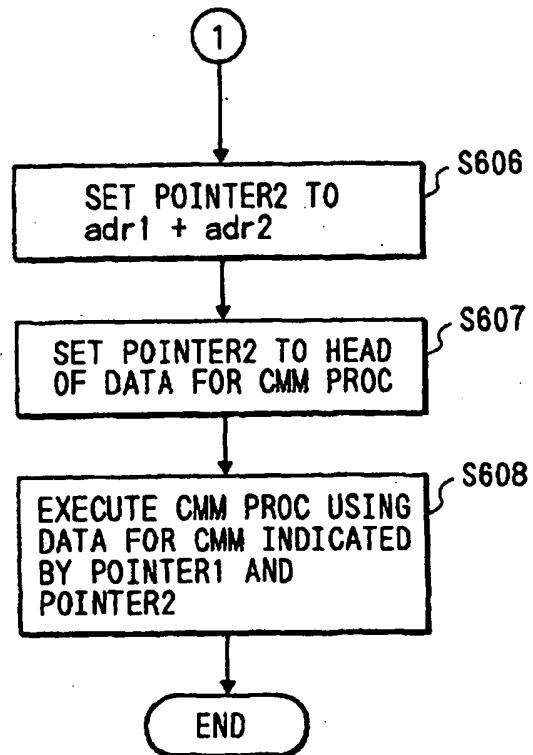 1
S606
SET POINTER2 TO
adr1 + adr2
S607
SET POINTER2 TO HEAD
OF DATA FOR CMM PROC
S608
EXECUTE CMM PROC USING
DATA FOR CMM INDICATED
BY POINTER1 AND
POINTER2
END